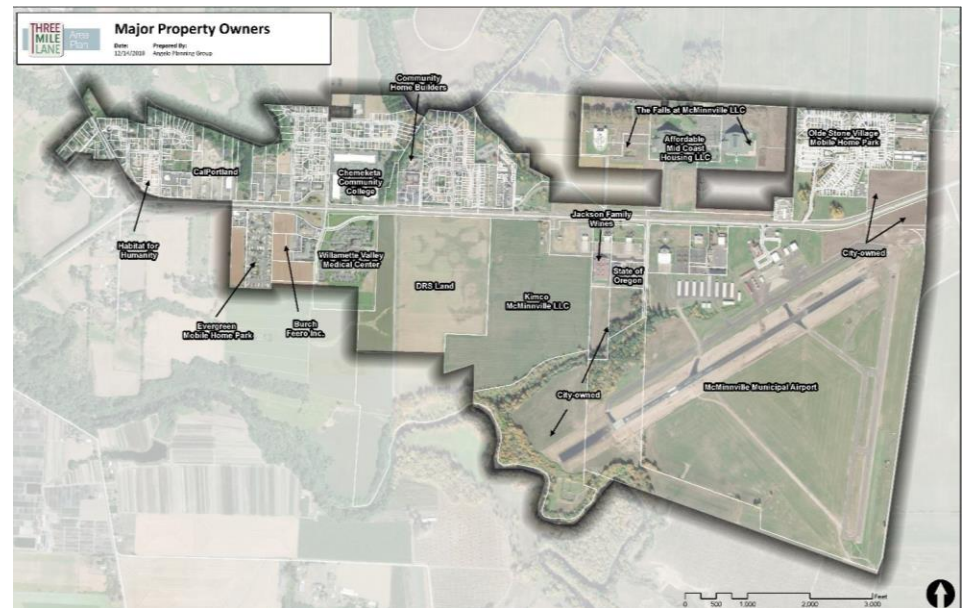 THREE
MILE
LANE
Area
Plan
Major Property Owners
Date: Prepared By:
12/14/2018 Angelo Planning Group
Community
Home Builders
The Falls at McMinnville LLC
Olde Stone Village
Mobile Home Park
Affordable
Mid Coast
Housing LLC
CalPortland
Chemeketa
Community
College
Jackson Family
Wines
Habitat for
Humanity
City-owned
Willamette Valley
Medical Center
State of
Oregon
DRS Land
Kimco
McMinnville LLC
Evergreen
Mobile Home Park
Burch
Feero Inc.
McMinnville Municipal Airport
City-owned
Feet
0 500 1,000 2,000 3,000